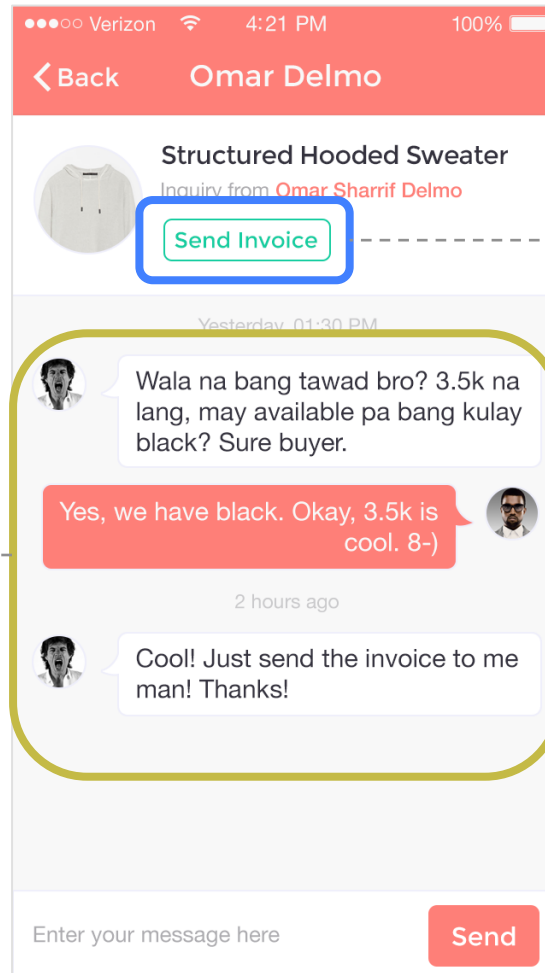 Verizon 4:21 PM 100%
Back Omar Delmo
Structured Hooded Sweater
Inquiry from Omar Sharrif Delmo
Send Invoice
Yesterday, 01:30 PM
Wala na bang tawad bro? 3.5k na
lang, may available pa bang kulay
black? Sure buyer.
Yes, we have black. Okay, 3.5k is
cool. 8-)
2 hours ago
Cool! Just send the invoice to me
man! Thanks!
Enter your message here
Send